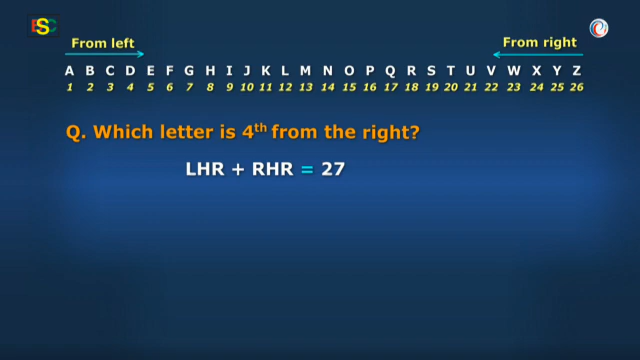 ESC
From left
From right
A B C D E F G H I J K L M N O P Q R S T U V W X Y Z
1 2 3 4 5 6 7 8 9 10 11 12 13 14 15 16 17 18 19 20 21 22 23 24 25 26
Q. Which letter is 4th from the right?
LHR + RHR = 27